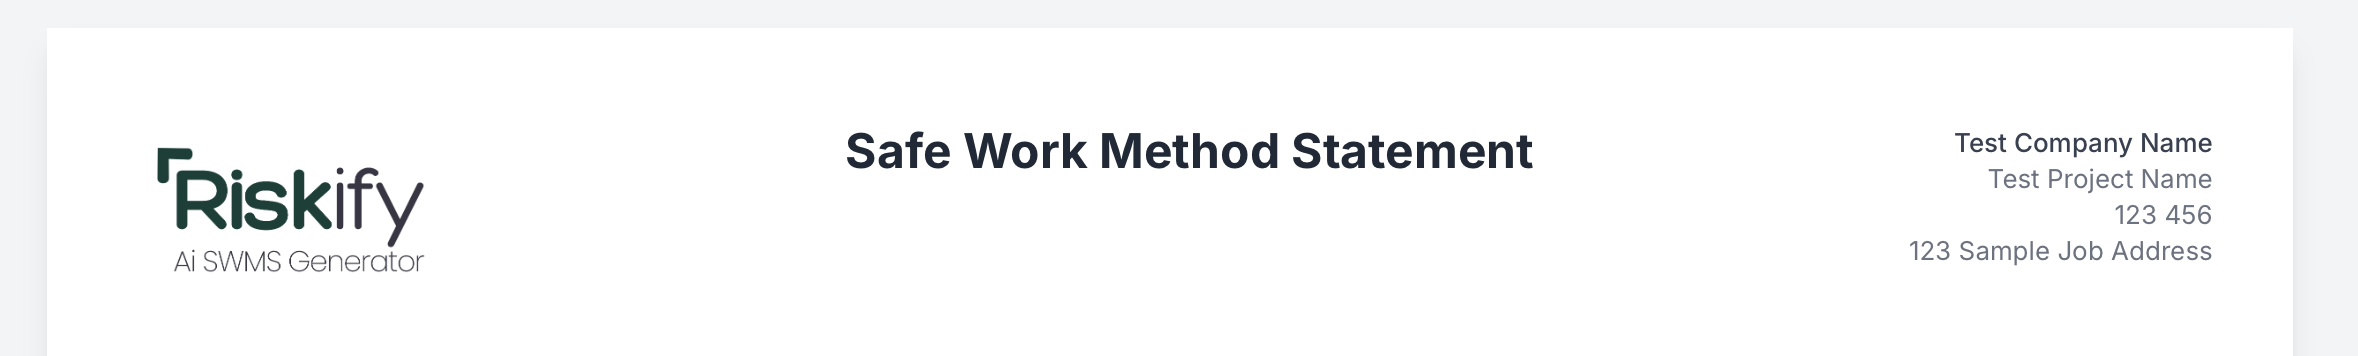 Riskify
Ai SWMS Generator
Safe Work Method Statement
Test Company Name
Test Project Name
123 456
123 Sample Job Address